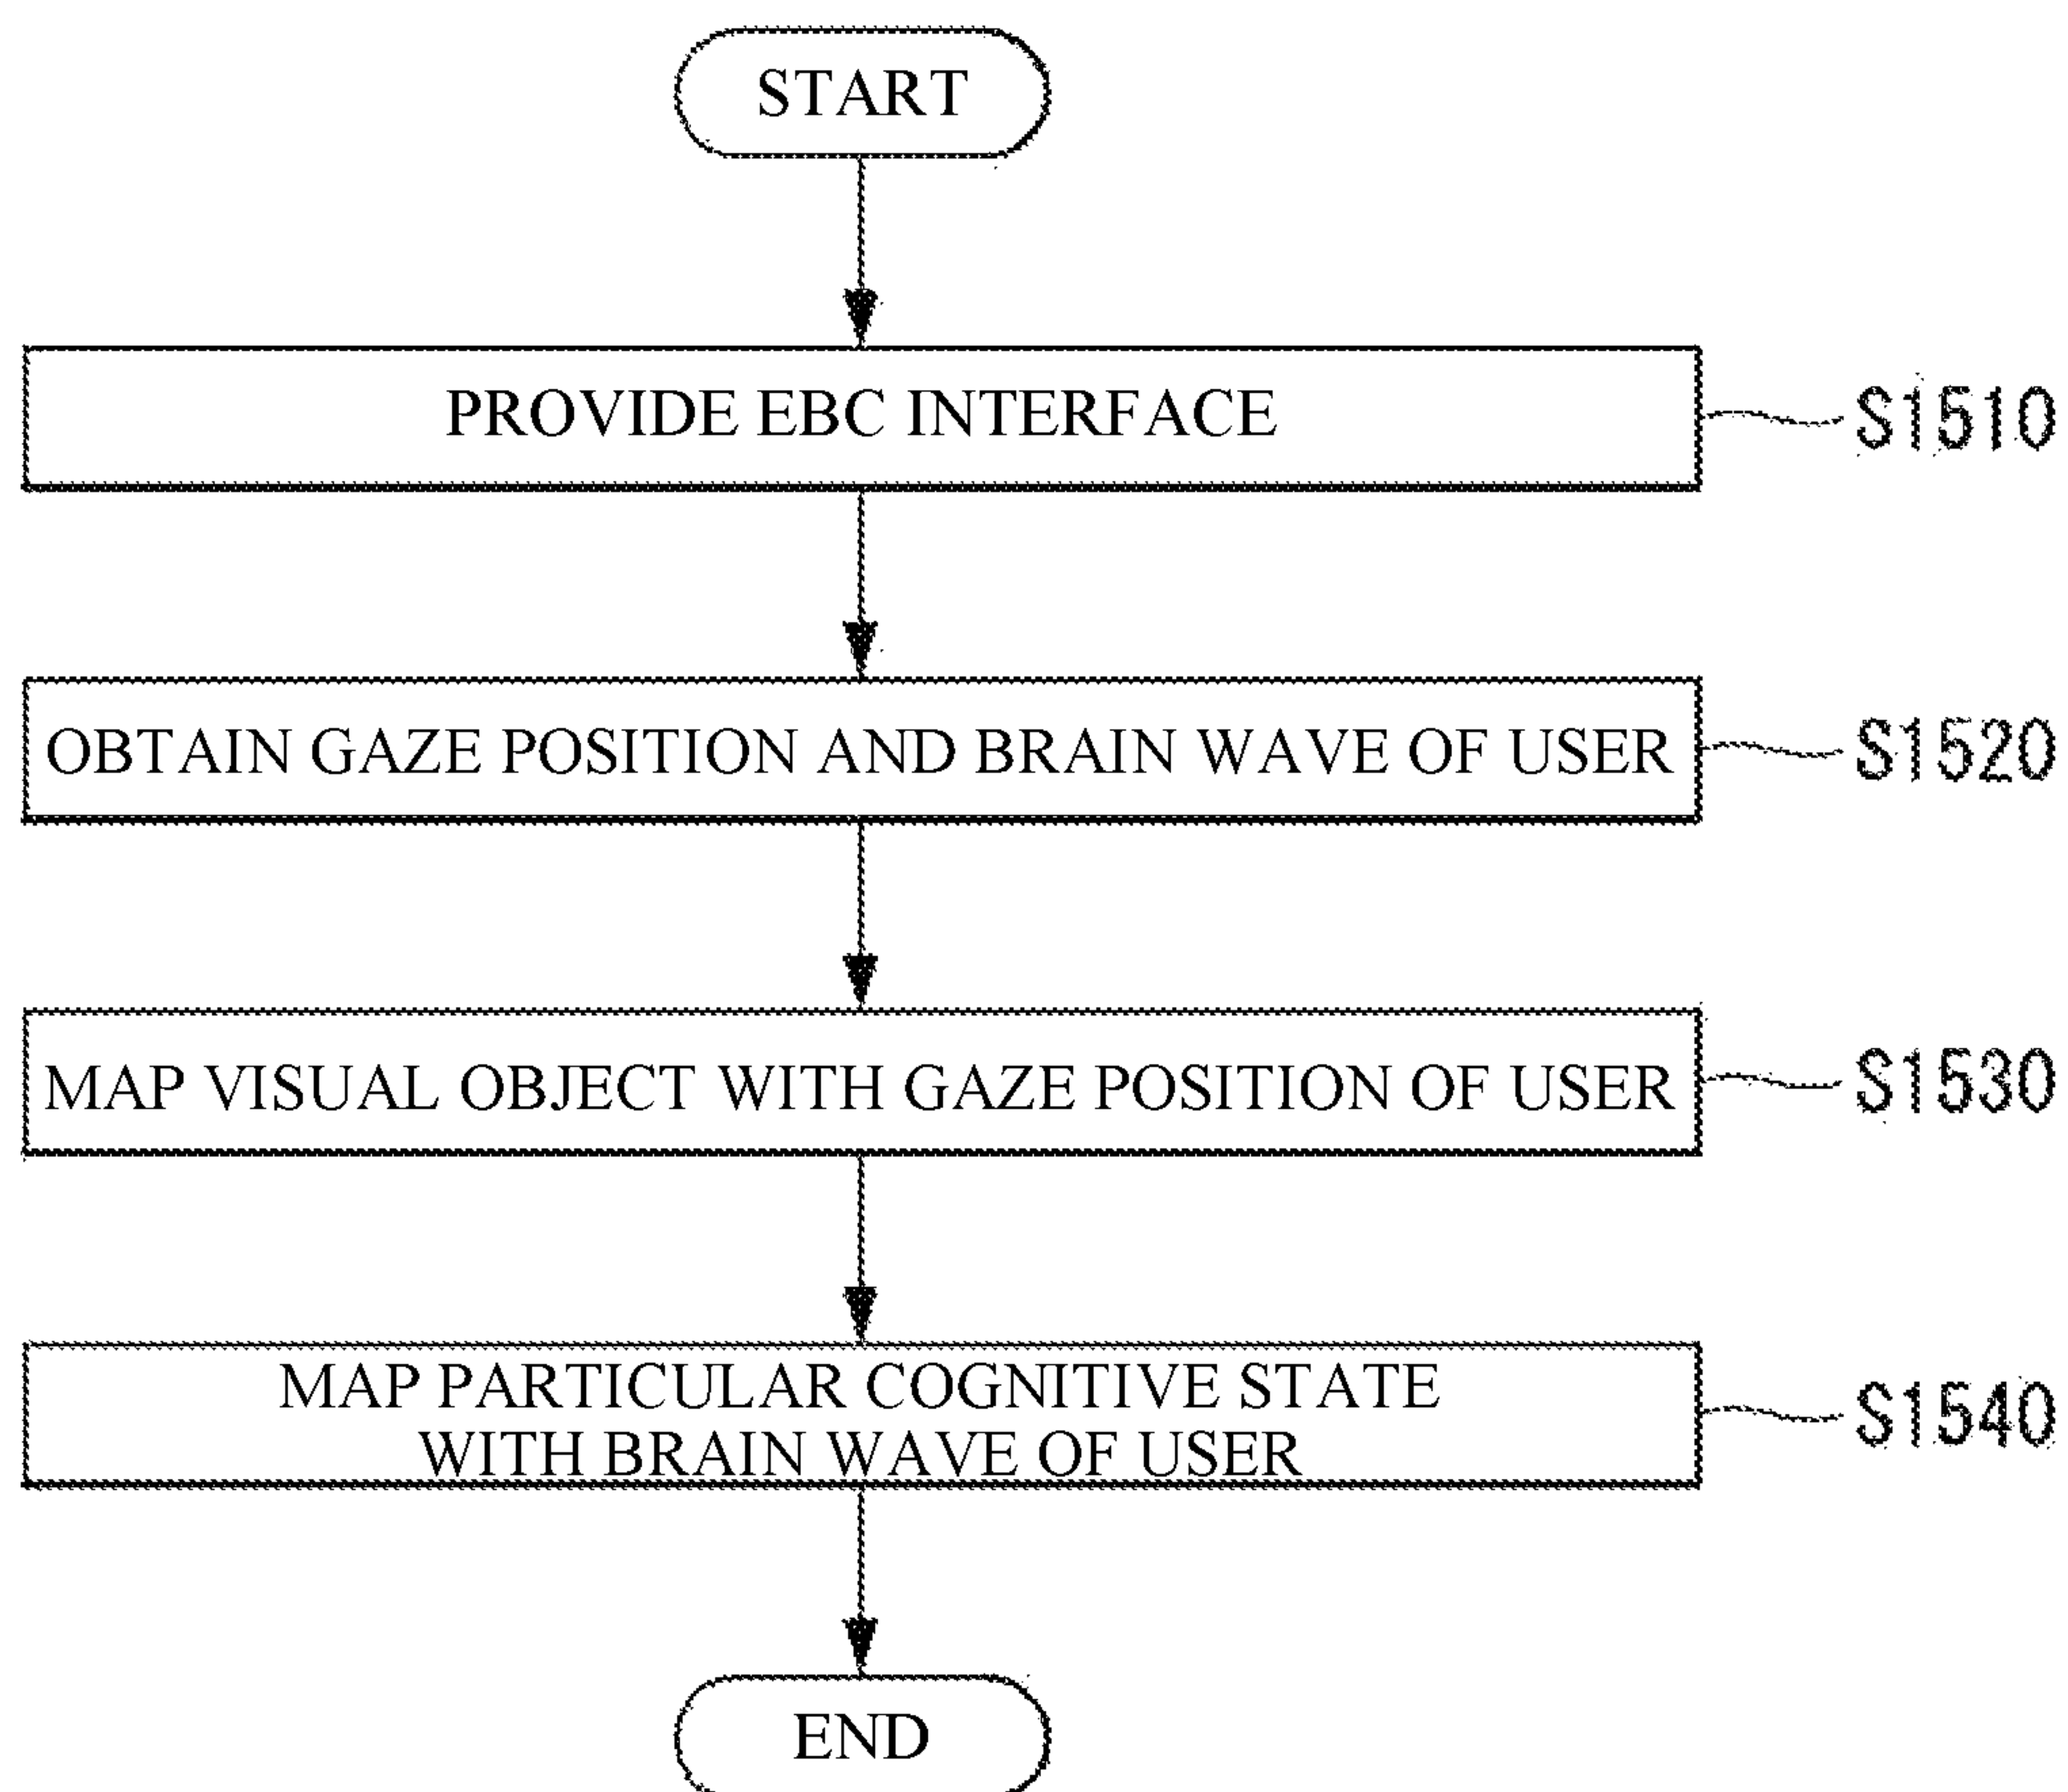 START
PROVIDE EBC INTERFACE
S1510
OBTAIN GAZE POSITION AND BRAIN WAVE OF USER
S1520
MAP VISUAL OBJECT WITH GAZE POSITION OF USER
S1530
MAP PARTICULAR COGNITIVE STATE
WITH BRAIN WAVE OF USER
S1540
END